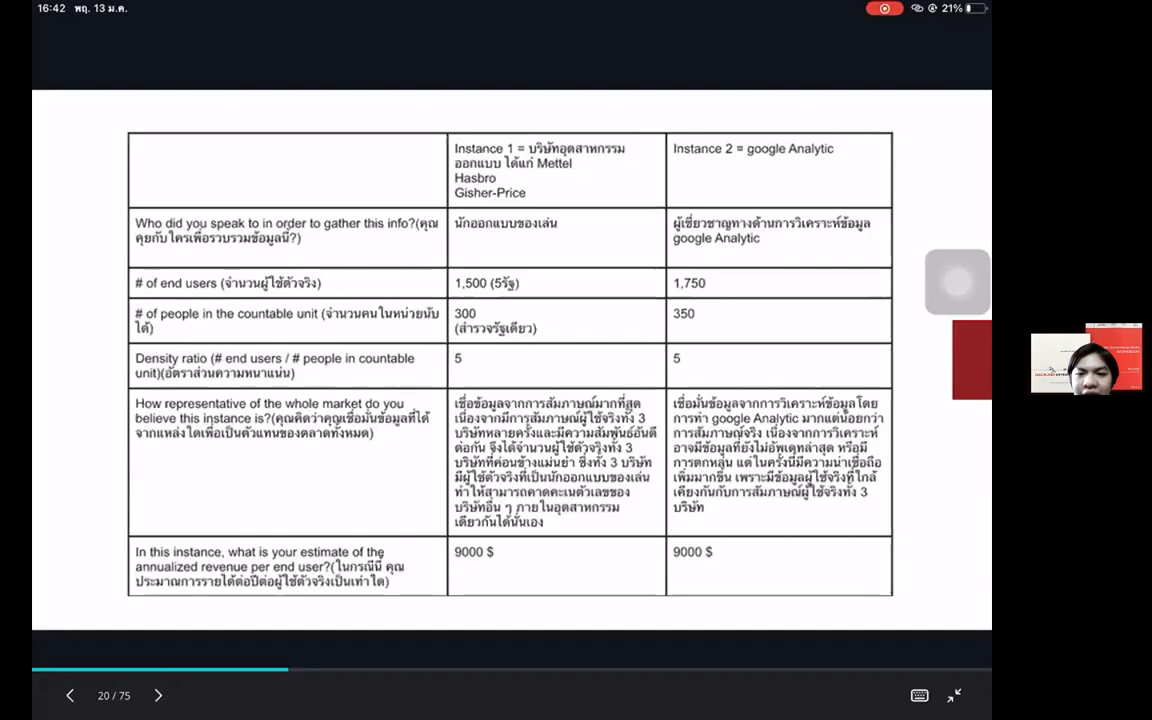 16:42 พฤ. 13 ม.ค.
21%
Instance 1 = บริษัทอุตสาหกรรม
ออกแบบ ได้แก่ Mettel
Hasbro
Gisher-Price
Instance 2 = google Analytic
Who did you speak to in order to gather this info?(คุณ
คุยกับใครเพื่อรวบรวมข้อมูลนี้?)
นักออกแบบของเล่น
ผู้เชี่ยวชาญทางด้านการวิเคราะห์ข้อมูล
google Analytic
# of end users (จำนวนผู้ใช้ตัวจริง)
1,500 (5รัฐ)
1,750
# of people in the countable unit (จำนวนคนในหน่วยนับ
ได้)
300
(สำรวจรัฐเดียว)
350
Density ratio (# end users / # people in countable
unit)(อัตราส่วนความหนาแน่น)
5
5
How representative of the whole market do you
believe this instance is?(คุณคิดว่าคุณเชื่อมั่นข้อมูลที่ได้
จากแหล่งใดเพื่อเป็นตัวแทนของตลาดทั้งหมด)
เชื่อข้อมูลจากการสัมภาษณ์มากที่สุด
เนื่องจากมีการสัมภาษณ์ผู้ใช้จริงทั้ง 3
บริษัทหลายครั้งและมีความสัมพันธ์อันดี
ต่อกัน จึงได้จำนวนผู้ใช้ตัวจริงทั้ง 3
บริษัทที่ค่อนข้างแม่นยำ ซึ่งทั้ง 3 บริษัท
มีผู้ใช้ตัวจริงที่เป็นนักออกแบบของเล่น
ทำให้สามารถคาดคะเนตัวเลขของ
บริษัทอื่น ๆ ภายในอุตสาหกรรม
เดียวกันได้นั่นเอง
เชื่อมั่นข้อมูลจากการวิเคราะห์ข้อมูลโดย
การทำ google Analytic มากแต่น้อยกว่า
การสัมภาษณ์จริง เนื่องจากการวิเคราะห์
อาจมีข้อมูลที่ยังไม่อัพเดทล่าสุด หรือมี
การตกหล่น แต่ในครั้งนี้มีความน่าเชื่อถือ
เพิ่มมากขึ้น เพราะมีข้อมูลผู้ใช้จริงที่ใกล้
เคียงกันกับการสัมภาษณ์ผู้ใช้จริงทั้ง 3
บริษัท
In this instance, what is your estimate of the
annualized revenue per end user?(ในกรณีนี้ คุณ
ประมาณการรายได้ต่อปีต่อผู้ใช้ตัวจริงเป็นเท่าใด)
9000 $
9000 $
20 / 75